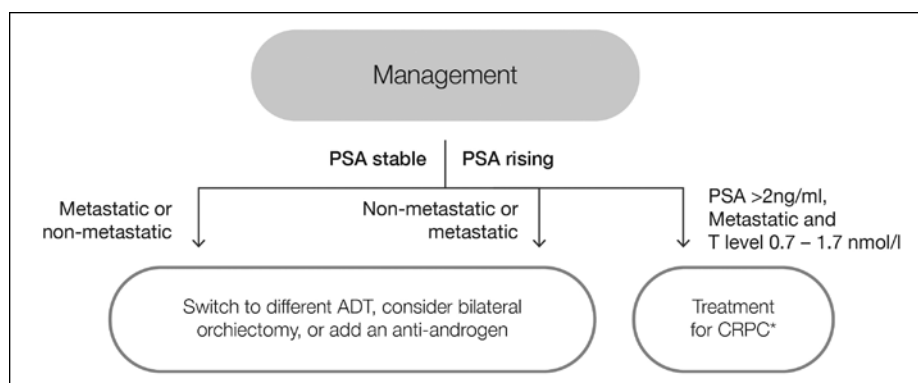 Management
PSA stable
PSA rising
Metastatic or
non-metastatic
Non-metastatic or
metastatic
PSA >2ng/ml,
Metastatic and
T level 0.7 – 1.7 nmol/l
Switch to different ADT, consider bilateral
orchiectomy, or add an anti-androgen
Treatment
for CRPC*